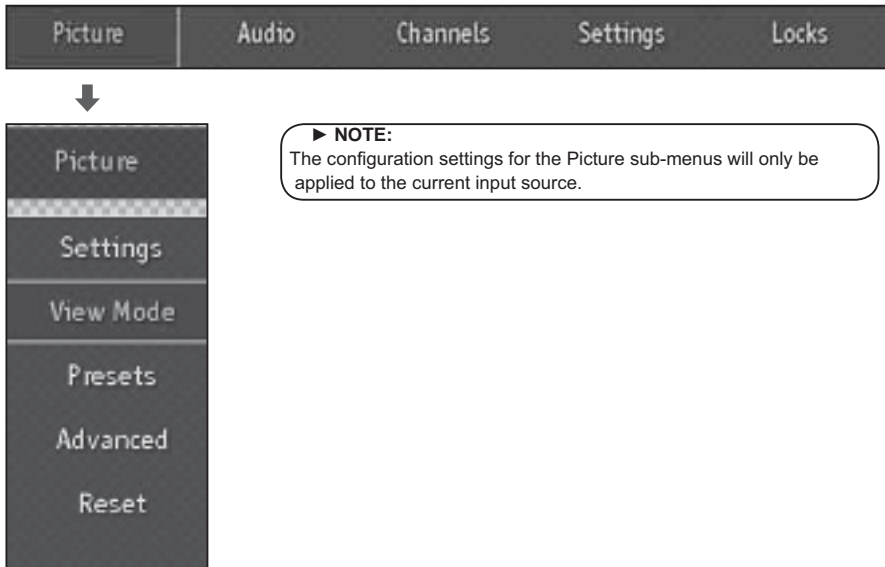 Picture Audio Channels Settings Locks
Picture
► NOTE:
The configuration settings for the Picture sub-menus will only be
applied to the current input source.
Settings
View Mode
Presets
Advanced
Reset